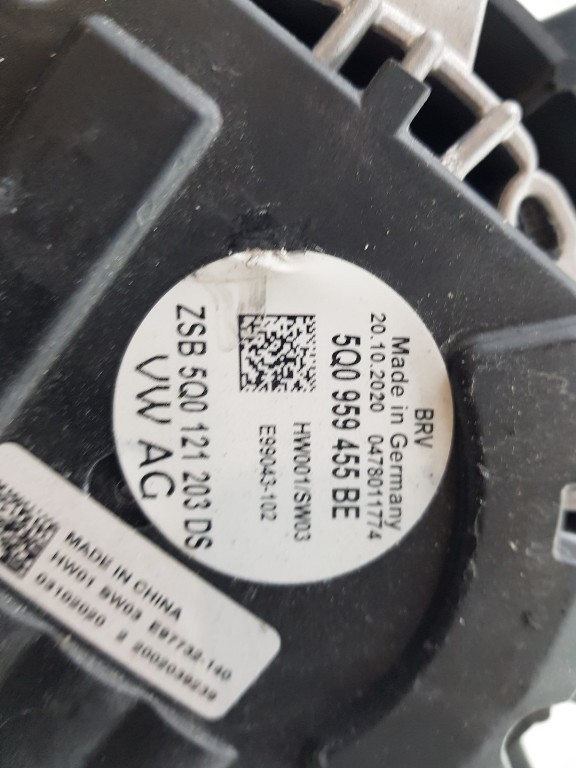 BRV
Made in Germany
20.10.2020 0478011774
5Q0 959 455 BE
HW001/SW03
E99043-102
ZSB 5Q0 121 203 DS
VW AG
MADE IN CHINA
HW01 SW03 E97732-140
03102020 2 2002039239